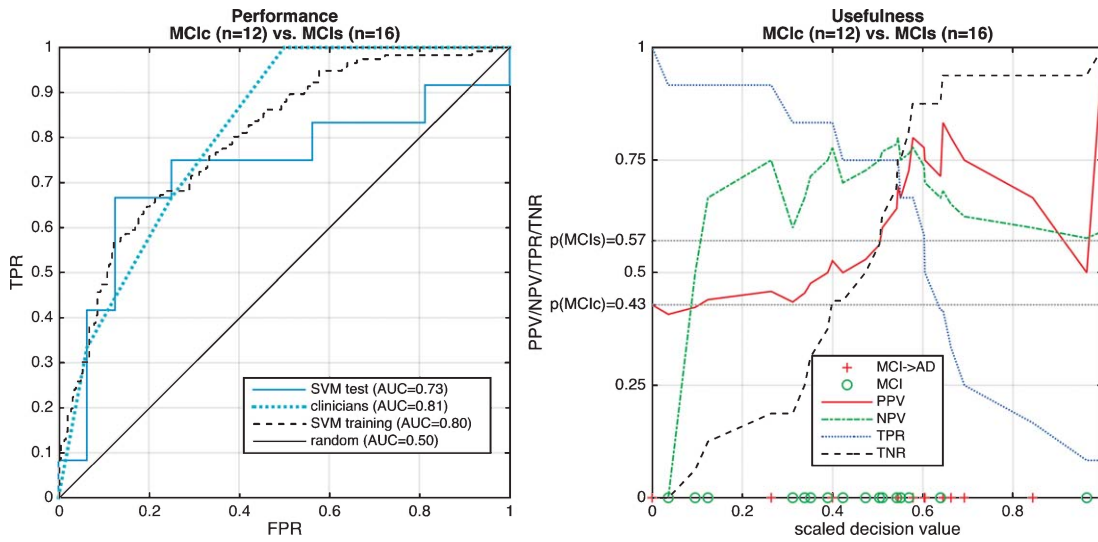 Performance
MCIc (n=12) vs. MCIs (n=16)
1
0.9
0.8
0.7
0.6
0.5
0.4
0.3
0.2
0.1
0
TPR
0
0.2
0.4
0.6
0.8
1
FPR
SVM test (AUC=0.73)
clinicians (AUC=0.81)
SVM training (AUC=0.80)
random (AUC=0.50)
Usefulness
MCIc (n=12) vs. MCIs (n=16)
1
0.75
p(MCIs)=0.57
0.5
p(MCIc)=0.43
0.25
0
PPV/NPV/TPR/TNR
0
0.2
0.4
0.6
0.8
scaled decision value
MCI->AD
MCI
PPV
NPV
TPR
TNR